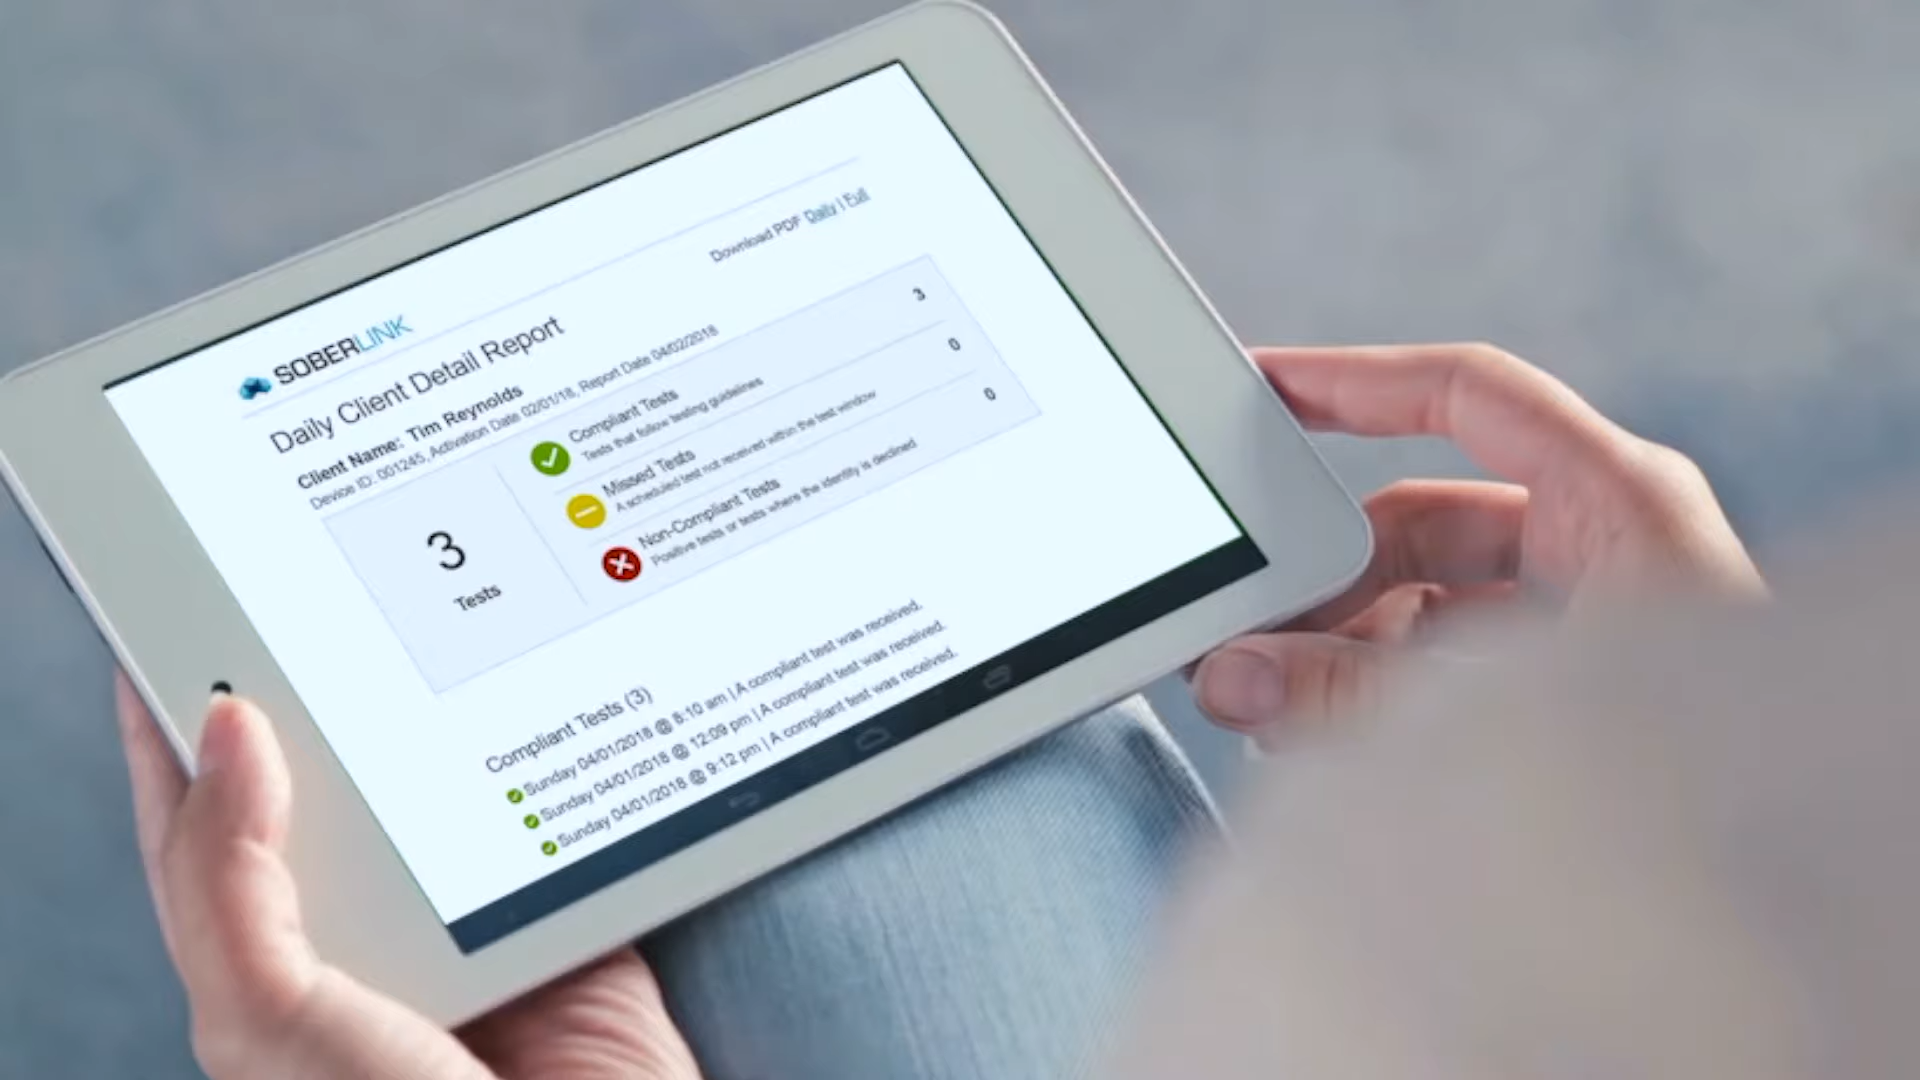 Download PDF Daily | Full
SOBERLINK
Daily Client Detail Report
Client Name: Tim Reynolds
Device ID: 001245, Activation Date 02/01/18, Report Date 04/02/2018
3
Tests
Compliant Tests
3
Tests that follow testing guidelines
Missed Tests
0
A scheduled test not received within the test window
Non-Compliant Tests
0
Positive tests or tests where the identity is declined
Compliant Tests (3)
Sunday 04/01/2018 @ 8:10 am | A compliant test was received.
Sunday 04/01/2018 @ 12:09 pm | A compliant test was received.
Sunday 04/01/2018 @ 9:12 pm | A compliant test was received.